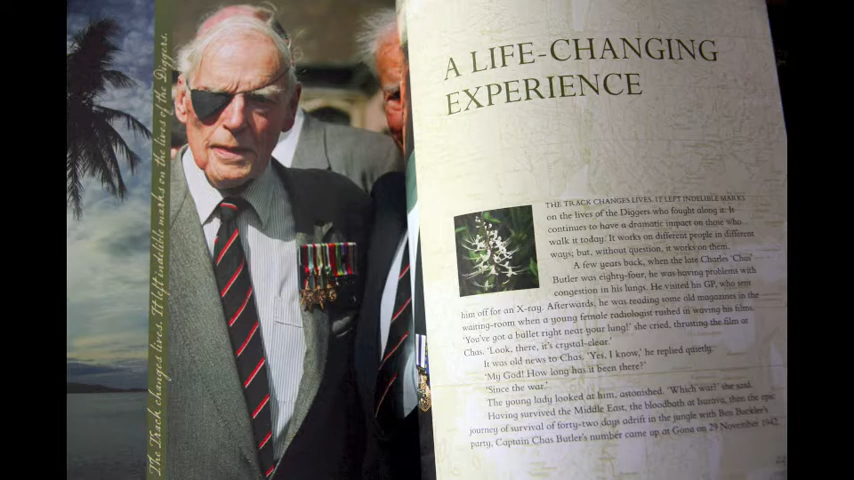 The Track changes lives. It left indelible marks on the lives of the Diggers.
A LIFE-CHANGING
EXPERIENCE
THE TRACK CHANGES LIVES. IT LEFT INDELIBLE MARKS
on the lives of the Diggers who fought along it. It
continues to have a dramatic impact on those who
walk it today. It works on different people in different
ways; but, without question, it works on them.
A few years back, when the late Charles 'Chas'
Butler was eighty-four, he was having problems with
congestion in his lungs. He visited his GP, who sent
him off for an X-ray. Afterwards, he was reading some old magazines in the
waiting-room when a young female radiologist rushed in waving his films.
'You've got a bullet right near your lung!' she cried, thrusting the film at
Chas. 'Look, there, it's crystal-clear.'
It was old news to Chas. 'Yes, I know,' he replied quietly.
'My God! How long has it been there?'
'Since the war.'
The young lady looked at him, astonished. 'Which war?' she said.
Having survived the Middle East, the bloodbath at Isurava, then the epic
journey of survival of forty-two days adrift in the jungle with Ben Buckler's
party, Captain Chas Butler's number came up at Gona on 29 November 1942.